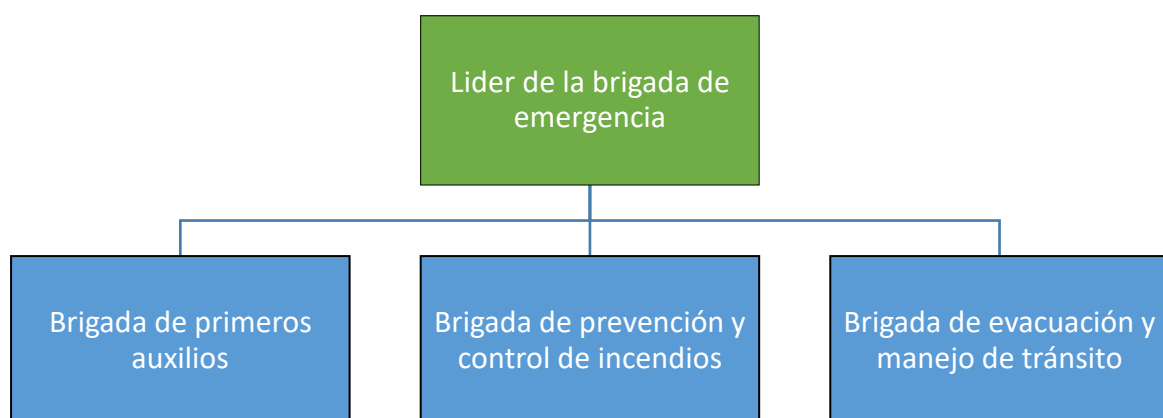 Lider de la brigada de
emergencia
Brigada de primeros
auxilios
Brigada de prevención y
control de incendios
Brigada de evacuación y
manejo de tránsito